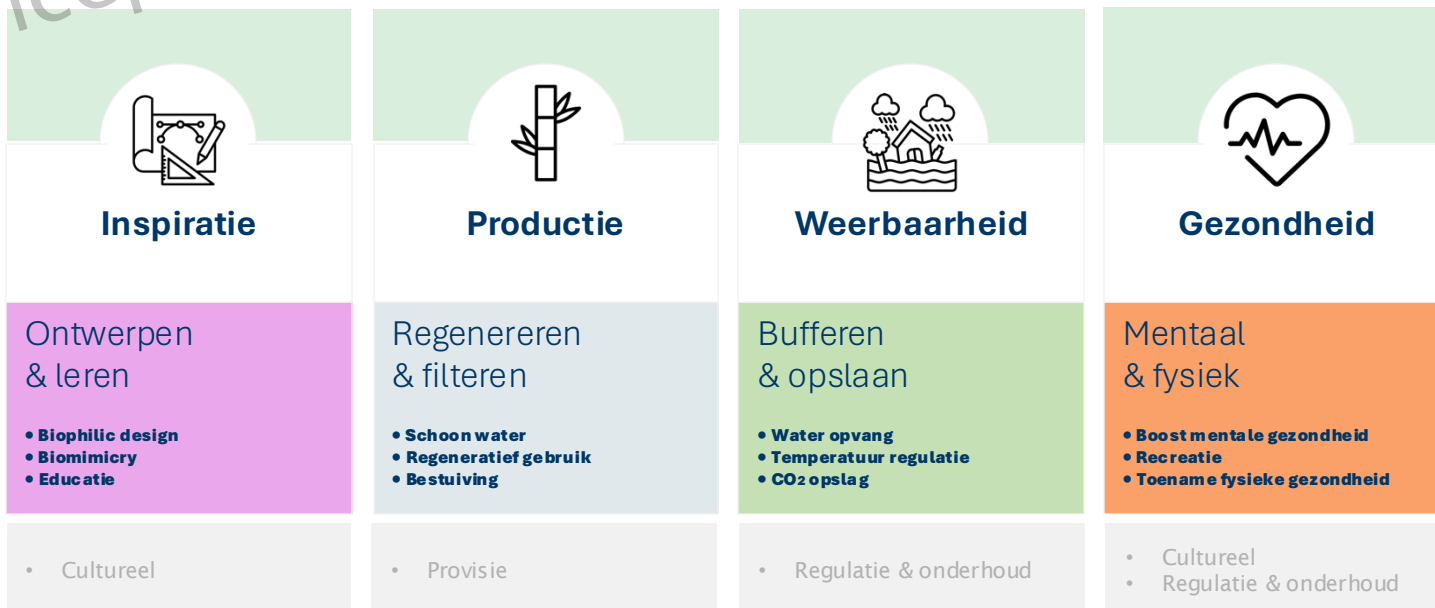 Inspiratie
Ontwerpen
& leren
• Biophilic design
• Biomimicry
• Educatie
• Cultureel
Productie
Regenereren
& filteren
• Schoon water
• Regeneratief gebruik
• Bestuiving
• Provisie
Weerbaarheid
Bufferen
& opslaan
• Water opvang
• Temperatuur regulatie
• CO2 opslag
• Regulatie & onderhoud
Gezondheid
Mentaal
& fysiek
• Boost mentale gezondheid
• Recreatie
• Toename fysieke gezondheid
• Cultureel
• Regulatie & onderhoud